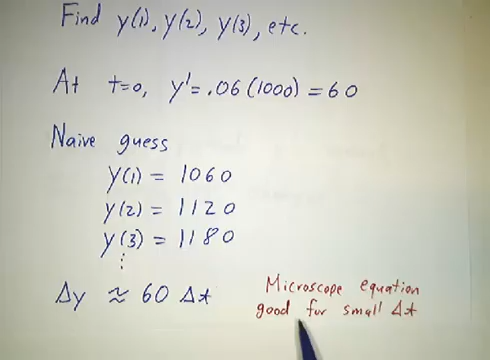 Find y(1), y(2), y(3), etc.
At t=0, y' = .06 (1000) = 60
Naive guess
y(1) = 1060
y(2) = 1120
y(3) = 1180
⋮
Δy ≈ 60 Δt
Microscope equation
good for small Δt